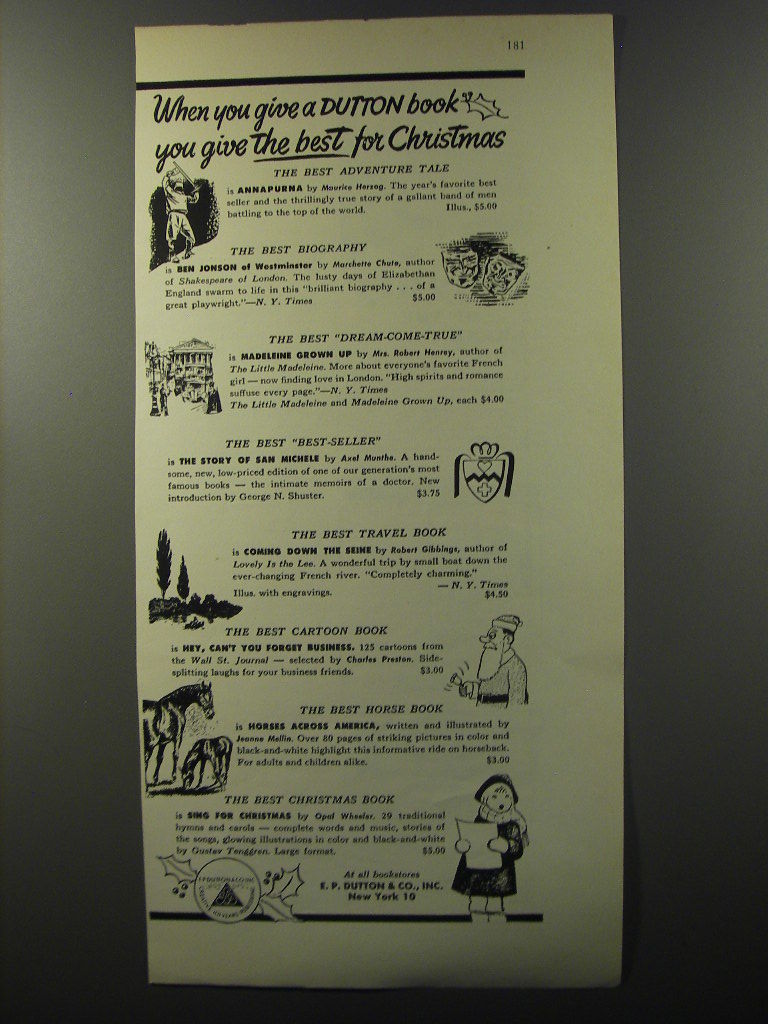 181
When you give a DUTTON book
you give the best for Christmas
THE BEST ADVENTURE TALE
is ANNAPURNA by Maurice Herzog. The year's favorite best
seller and the thrillingly true story of a gallant band of men
battling to the top of the world. Illus., $5.00
THE BEST BIOGRAPHY
is BEN JONSON of Westminster by Marchette Chute, author
of Shakespeare of London. The lusty days of Elizabethan
England swarm to life in this "brilliant biography . . . of a
great playwright."—N. Y. Times $5.00
THE BEST "DREAM-COME-TRUE"
is MADELEINE GROWN UP by Mrs. Robert Henrey, author of
The Little Madeleine. More about everyone's favorite French
girl — now finding love in London. "High spirits and romance
suffuse every page."—N. Y. Times
The Little Madeleine and Madeleine Grown Up, each $4.00
THE BEST "BEST-SELLER"
is THE STORY OF SAN MICHELE by Axel Munthe. A hand-
some, new, low-priced edition of one of our generation's most
famous books — the intimate memoirs of a doctor. New
introduction by George N. Shuster. $3.75
THE BEST TRAVEL BOOK
is COMING DOWN THE SEINE by Robert Gibbings, author of
Lovely Is the Lee. A wonderful trip by small boat down the
ever-changing French river. "Completely charming."
— N. Y. Times
Illus. with engravings. $4.50
THE BEST CARTOON BOOK
is HEY, CAN'T YOU FORGET BUSINESS. 125 cartoons from
the Wall St. Journal — selected by Charles Preston. Side-
splitting laughs for your business friends. $3.00
THE BEST HORSE BOOK
is HORSES ACROSS AMERICA, written and illustrated by
Jeanne Mellin. Over 80 pages of striking pictures in color and
black-and-white highlight this informative ride on horseback.
For adults and children alike. $3.00
THE BEST CHRISTMAS BOOK
is SING FOR CHRISTMAS by Opal Wheeler. 29 traditional
hymns and carols — complete words and music, stories of
the songs, glowing illustrations in color and black-and-white
by Gustav Tenggren. Large format. $5.00
E.P. DUTTON & CO. INC.
At all bookstores
E. P. DUTTON & CO., INC.
New York 10